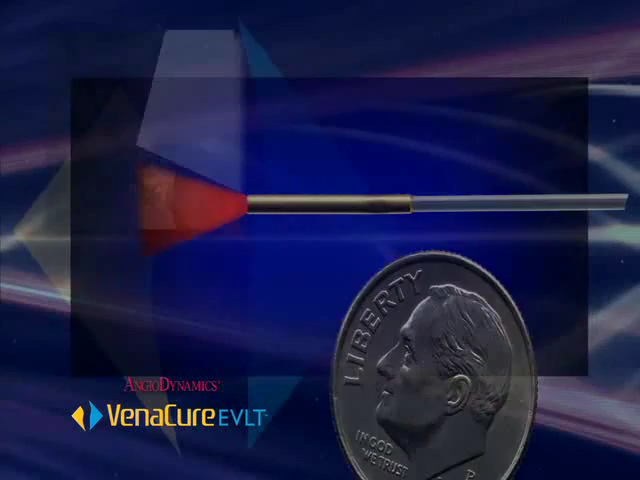 LIBERTY
IN GOD
WE TRUST
P
ANGIODYNAMICS
VENACURE EVLT